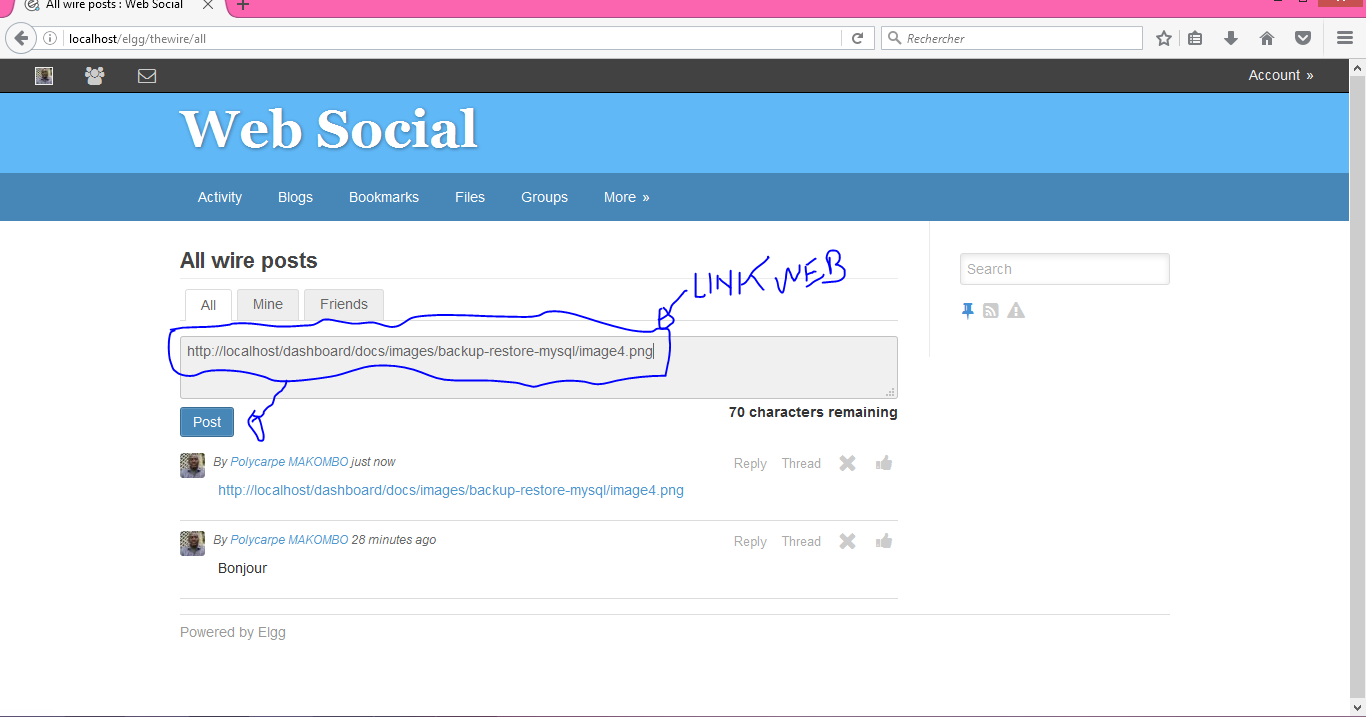 All wire posts : Web Social
localhost/elgg/thewire/all
Rechercher
Account »
Web Social
Activity Blogs Bookmarks Files Groups More »
All wire posts
LINK WEB
Search
All Mine Friends
http://localhost/dashboard/docs/images/backup-restore-mysql/image4.png
Post
70 characters remaining
By Polycarpe MAKOMBO just now
Reply Thread
http://localhost/dashboard/docs/images/backup-restore-mysql/image4.png
By Polycarpe MAKOMBO 28 minutes ago
Reply Thread
Bonjour
Powered by Elgg